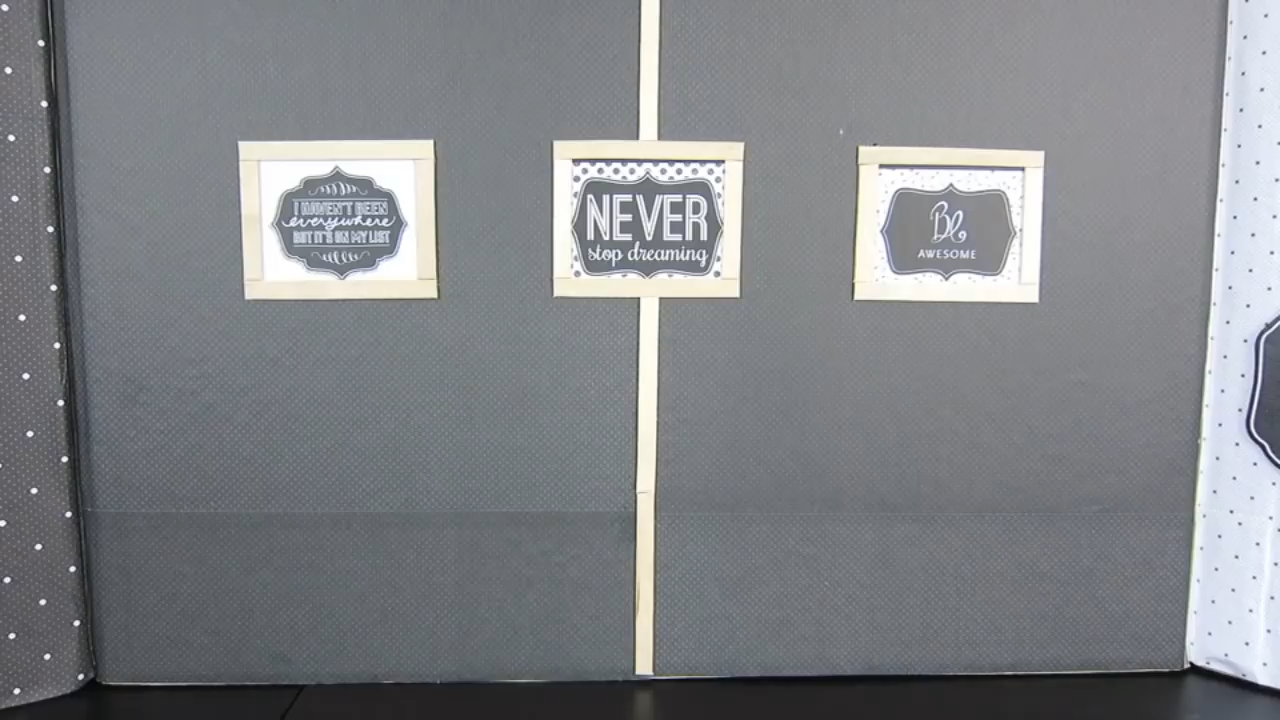 I HAVEN'T BEEN
everywhere
BUT IT'S ON MY LIST
NEVER
stop dreaming
Be
AWESOME